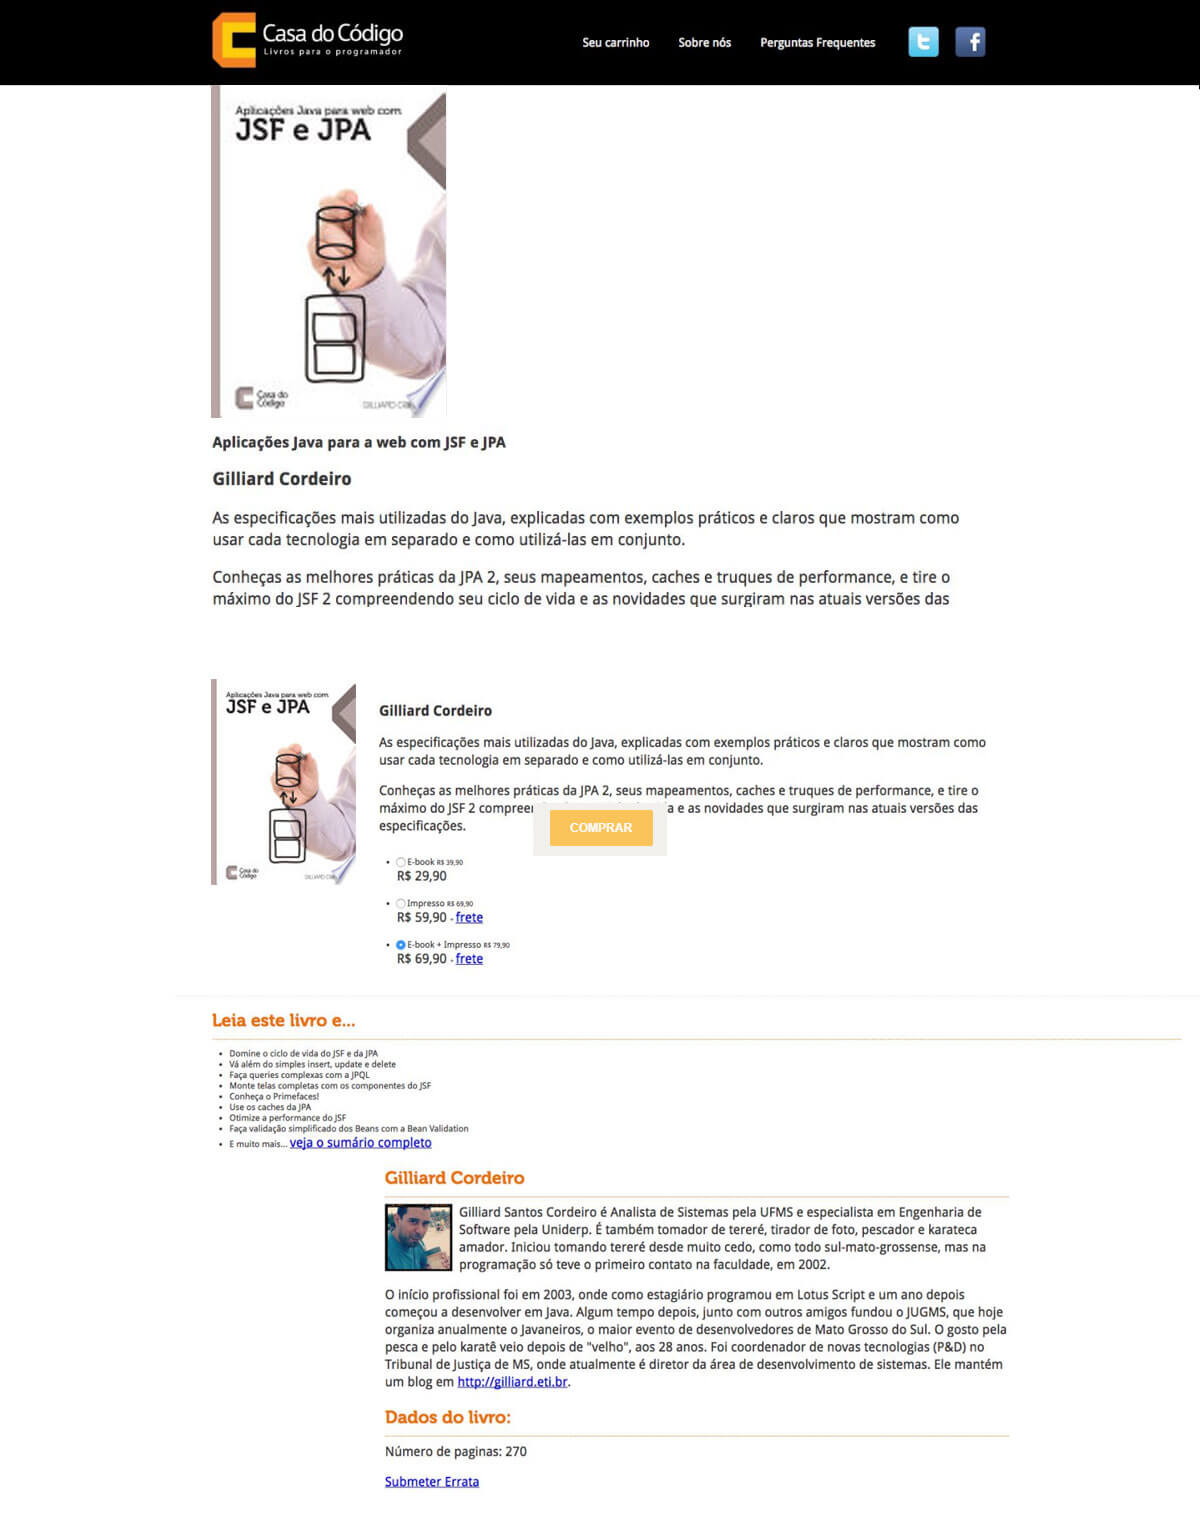 Casa do Código
Livros para o programador
Seu carrinho
Sobre nós
Perguntas Frequentes
Aplicações Java para web com
JSF e JPA
Casa do
Código
GILLIARD
Aplicações Java para a web com JSF e JPA
Gilliard Cordeiro
As especificações mais utilizadas do Java, explicadas com exemplos práticos e claros que mostram como
usar cada tecnologia em separado e como utilizá-las em conjunto.
Conheças as melhores práticas da JPA 2, seus mapeamentos, caches e truques de performance, e tire o
máximo do JSF 2 compreendendo seu ciclo de vida e as novidades que surgiram nas atuais versões das
Aplicações Java para web com
JSF e JPA
Casa do
Código
Gilliard Cordeiro
As especificações mais utilizadas do Java, explicadas com exemplos práticos e claros que mostram como
usar cada tecnologia em separado e como utilizá-las em conjunto.
Conheças as melhores práticas da JPA 2, seus mapeamentos, caches e truques de performance, e tire o
máximo do JSF 2 e as novidades que surgiram nas atuais versões das
especificações.
COMPRAR
• E-book R$ 39,90
R$ 29,90
• Impresso R$ 69,90
R$ 59,90 - frete
• E-book + Impresso R$ 79,90
R$ 69,90 - frete
Leia este livro e...
• Domine o ciclo de vida do JSF e da JPA
• Vá além do simples insert, update e delete
• Faça queries complexas com a JPQL
• Monte telas completas com os componentes do JSF
• Conheça o Primefaces!
• Use os caches da JPA
• Otimize a performance do JSF
• Faça validação simplificado dos Beans com a Bean Validation
• E muito mais... veja o sumário completo
Gilliard Cordeiro
Gilliard Santos Cordeiro é Analista de Sistemas pela UFMS e especialista em Engenharia de
Software pela Uniderp. É também tomador de tereré, tirador de foto, pescador e karateca
amador. Iniciou tomando tereré desde muito cedo, como todo sul-mato-grossense, mas na
programação só teve o primeiro contato na faculdade, em 2002.
O início profissional foi em 2003, onde como estagiário programou em Lotus Script e um ano depois
começou a desenvolver em Java. Algum tempo depois, junto com outros amigos fundou o JUGMS, que hoje
organiza anualmente o Javaneiros, o maior evento de desenvolvedores de Mato Grosso do Sul. O gosto pela
pesca e pelo karatê veio depois de "velho", aos 28 anos. Foi coordenador de novas tecnologias (P&D) no
Tribunal de Justiça de MS, onde atualmente é diretor da área de desenvolvimento de sistemas. Ele mantém
um blog em http://gilliard.eti.br.
Dados do livro:
Número de paginas: 270
Submeter Errata